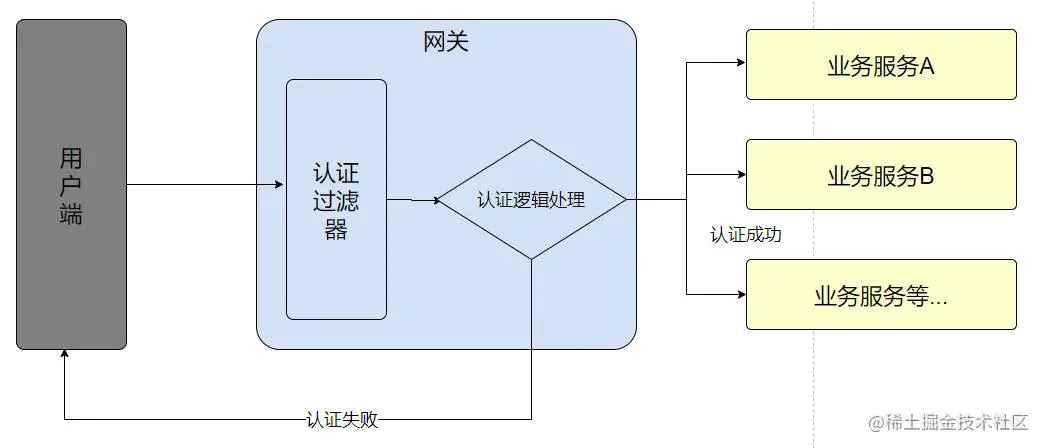 网关
用
户
端
认证
过滤
器
认证逻辑处理
业务服务A
业务服务B
认证成功
业务服务等...
认证失败
@稀土掘金技术社区